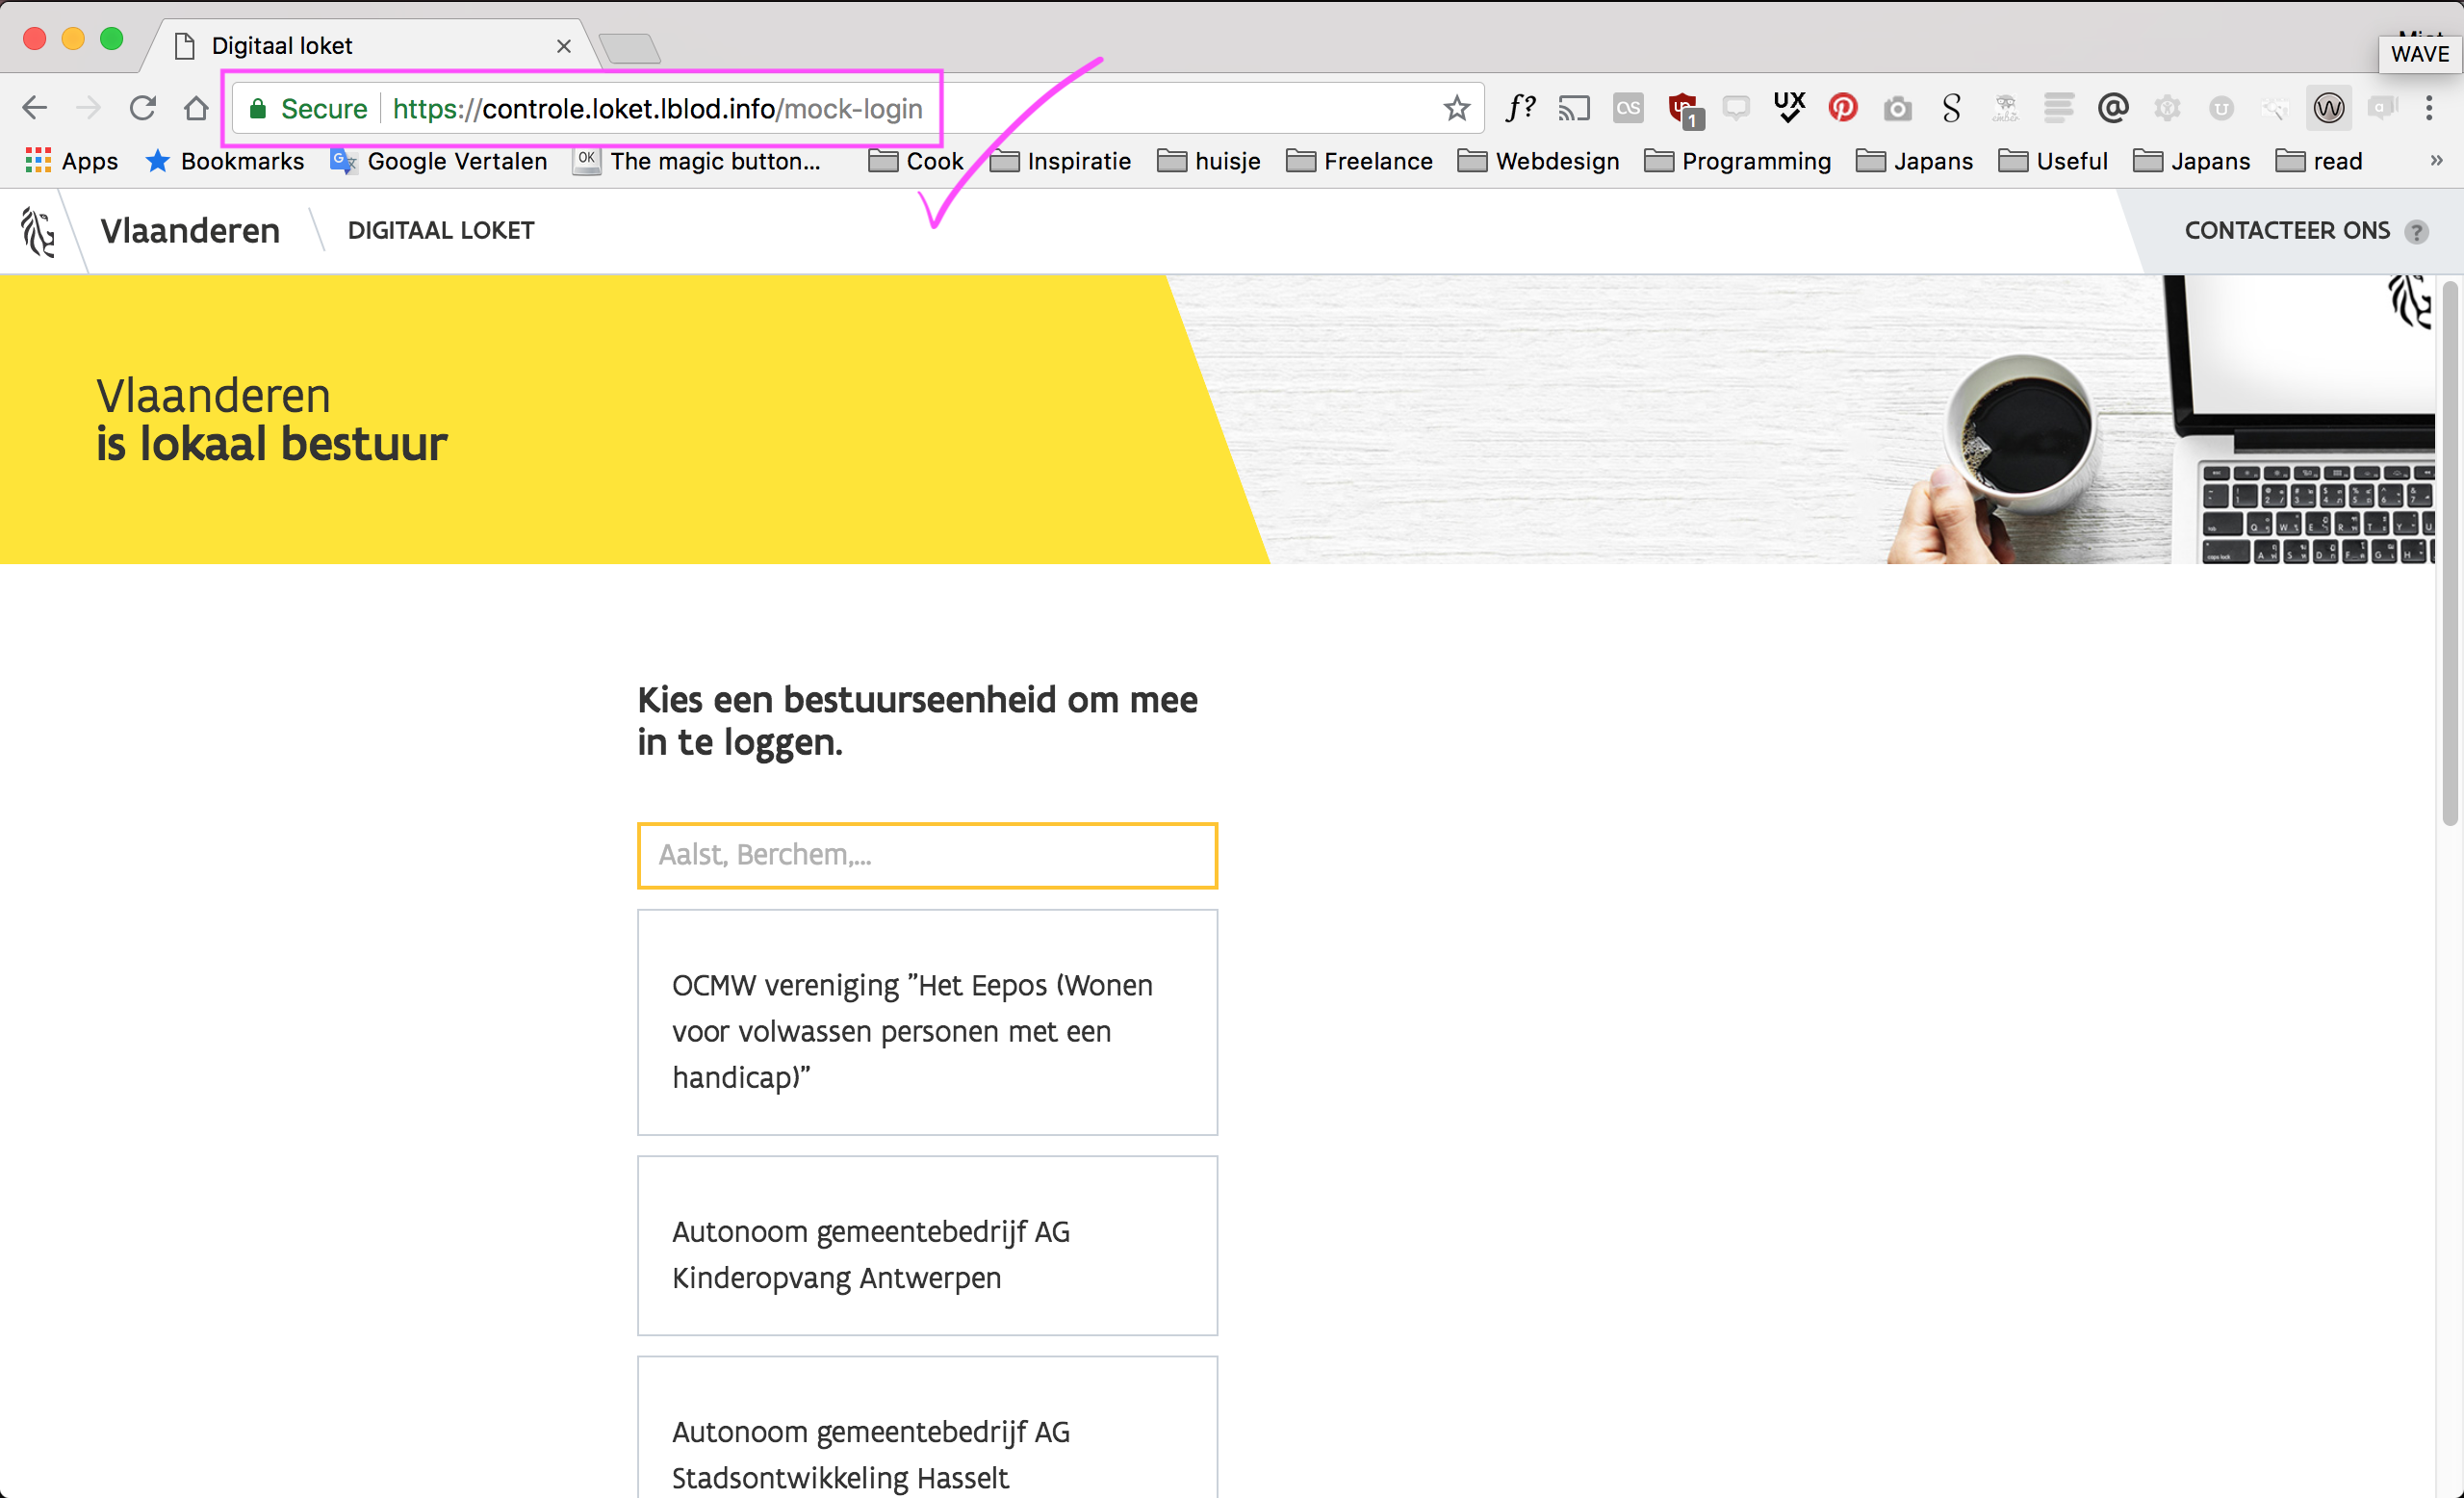 Digitaal loket
WAVE
Secure https://controle.loket.lblod.info/mock-login
f? UX 1
Apps Bookmarks Google Vertalen OK The magic button... Cook Inspiratie huisje Freelance Webdesign Programming Japans Useful Japans read »
Vlaanderen DIGITAAL LOKET CONTACTEER ONS ?
Vlaanderen
is lokaal bestuur
Kies een bestuurseenheid om mee
in te loggen.
Aalst, Berchem,...
OCMW vereniging ”Het Eepos (Wonen
voor volwassen personen met een
handicap)”
Autonoom gemeentebedrijf AG
Kinderopvang Antwerpen
Autonoom gemeentebedrijf AG
Stadsontwikkeling Hasselt